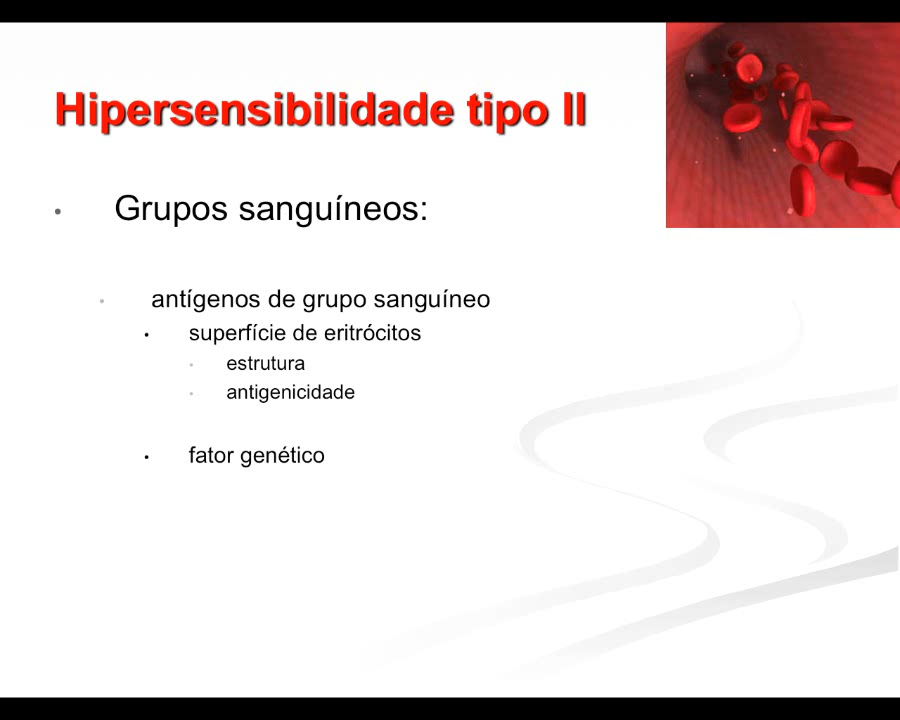 Hipersensibilidade tipo II
• Grupos sanguíneos:
• antígenos de grupo sanguíneo
• superfície de eritrócitos
• estrutura
• antigenicidade
• fator genético